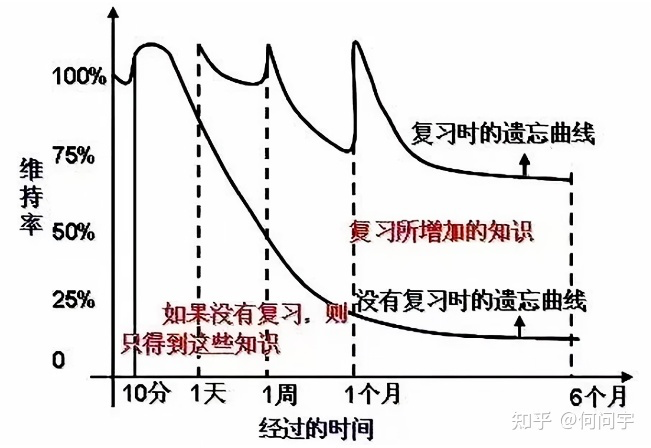 100%
75%
50%
25%
0
维持率
复习时的遗忘曲线
复习所增加的知识
没有复习时的遗忘曲线
如果没有复习，则
只得到这些知识
10分
1天
1周
1个月
6个月
经过的时间
知乎 @何问宇